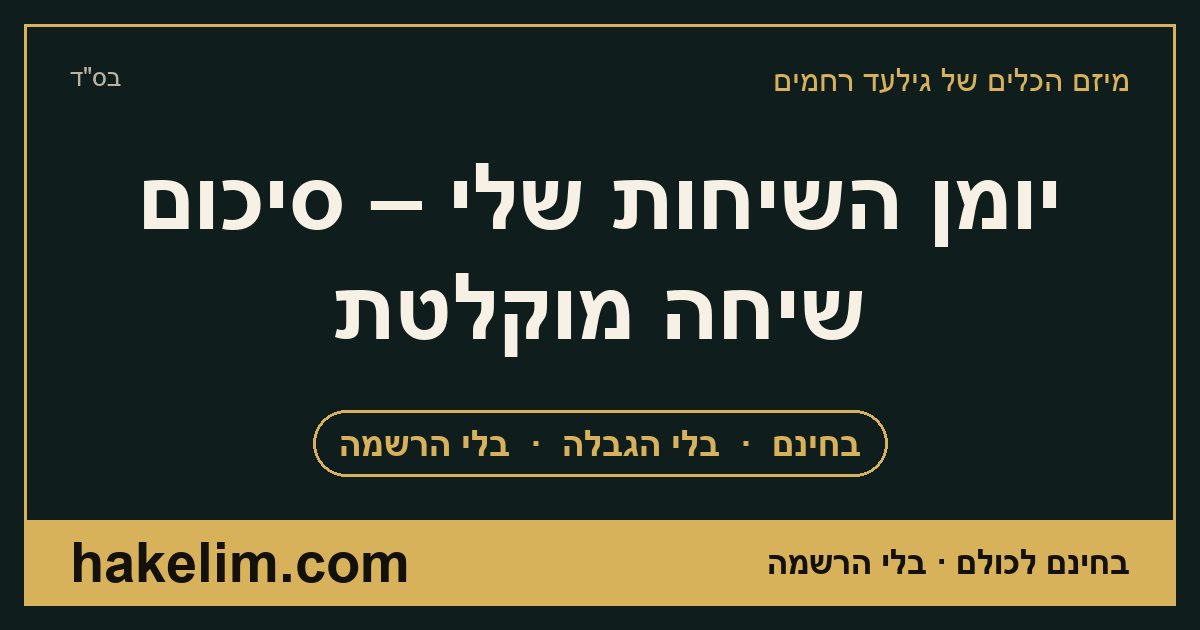 בס"ד
מיזם הכלים של גילעד רחמים
יומן השיחות שלי – סיכום
שיחה מוקלטת
בחינם · בלי הגבלה · בלי הרשמה
בחינם לכולם · בלי הרשמה
hakelim.com